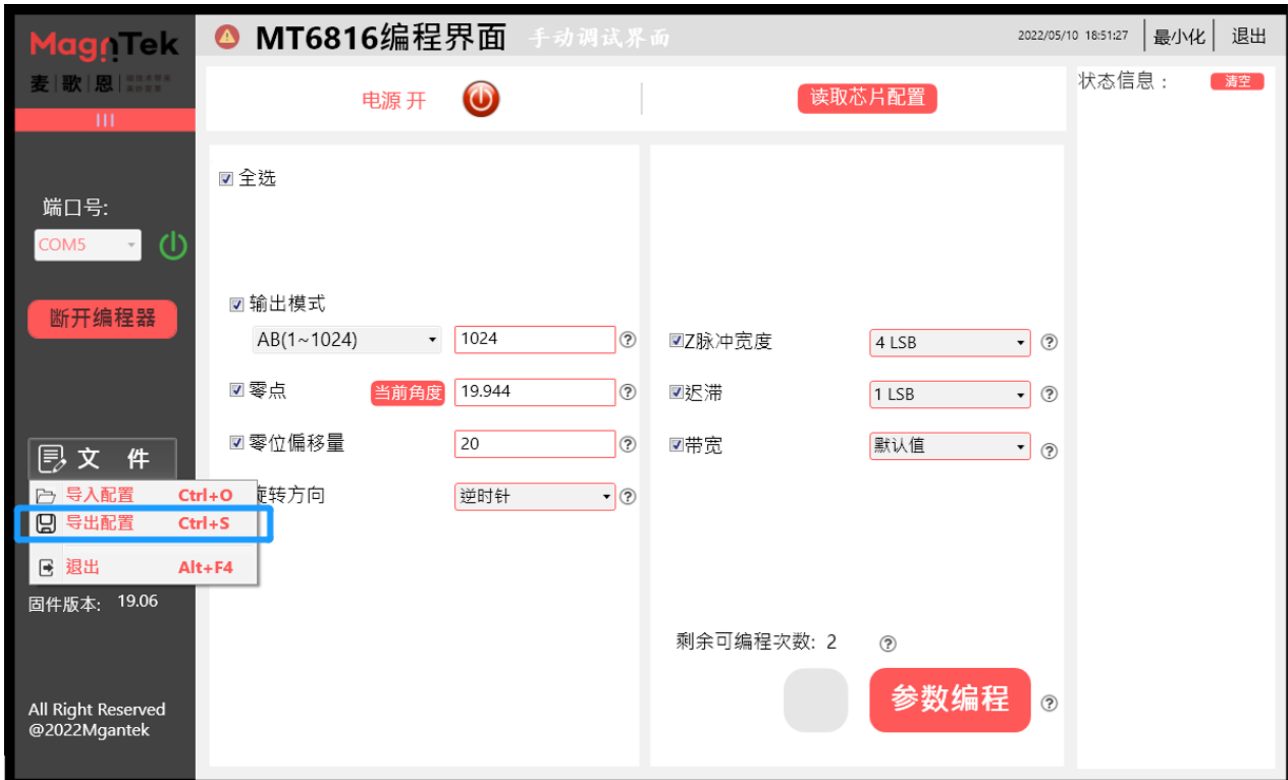 MagnTek
麦歌恩
MT6816编程界面 手动调试界面
2022/05/10 18:51:27 最小化 退出
电源 开
读取芯片配置
状态信息： 清空
全选
端口号:
COM5
断开编程器
输出模式
AB(1~1024) 1024
零点 当前角度 19.944
零位偏移量 20
旋转方向 逆时针
Z脉冲宽度 4 LSB
迟滞 1 LSB
带宽 默认值
文 件
导入配置 Ctrl+O
导出配置 Ctrl+S
退出 Alt+F4
固件版本: 19.06
剩余可编程次数: 2
参数编程
All Right Reserved
@2022Mgantek